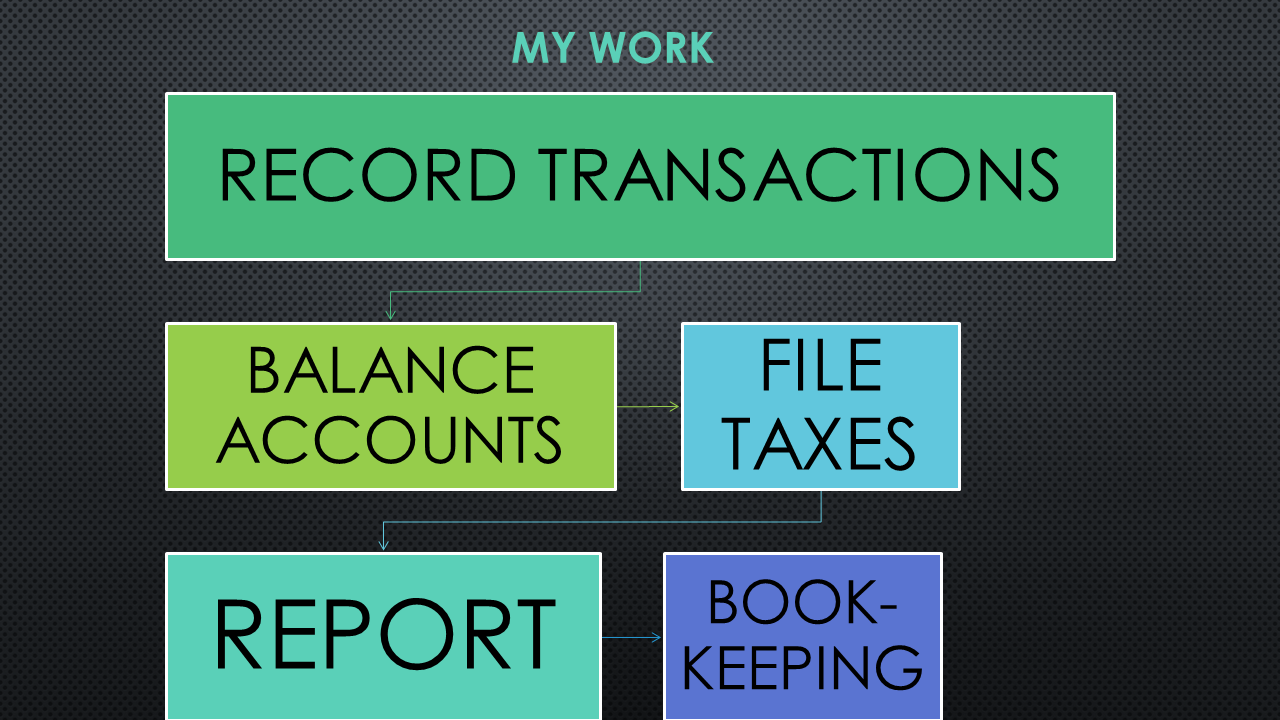 MY WORK
RECORD TRANSACTIONS
BALANCE
ACCOUNTS
FILE
TAXES
REPORT
BOOK-
KEEPING